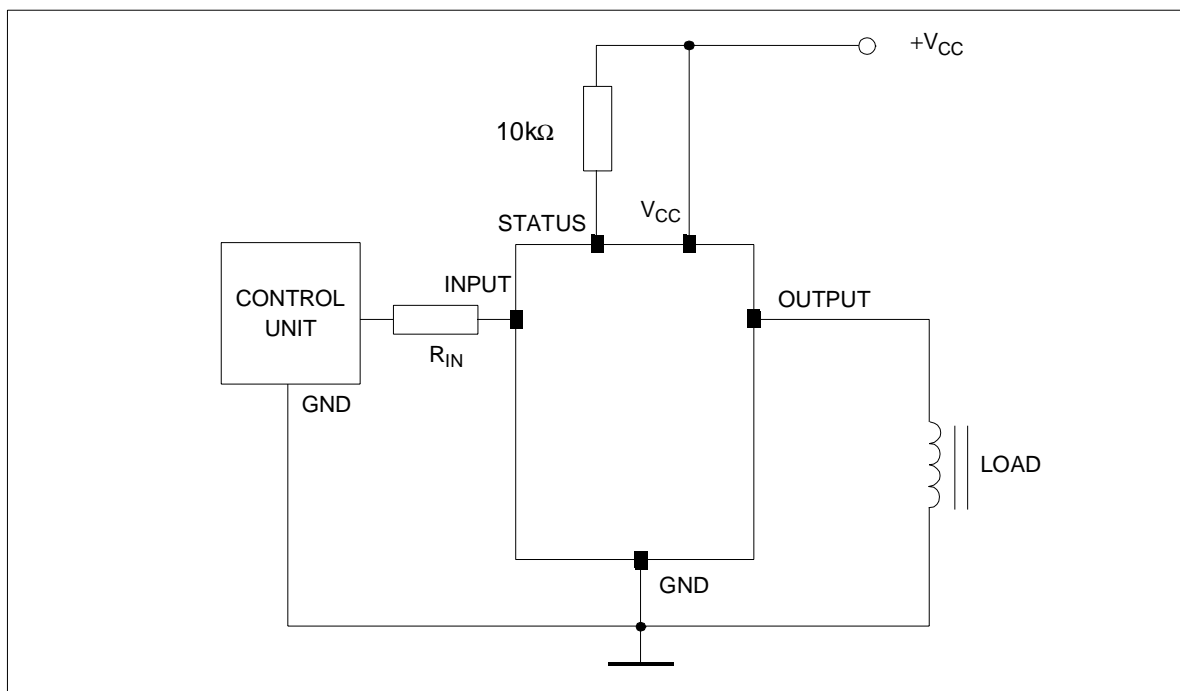 +VCC
10kΩ
VCC
STATUS
INPUT
OUTPUT
CONTROL
UNIT
RIN
GND
LOAD
GND